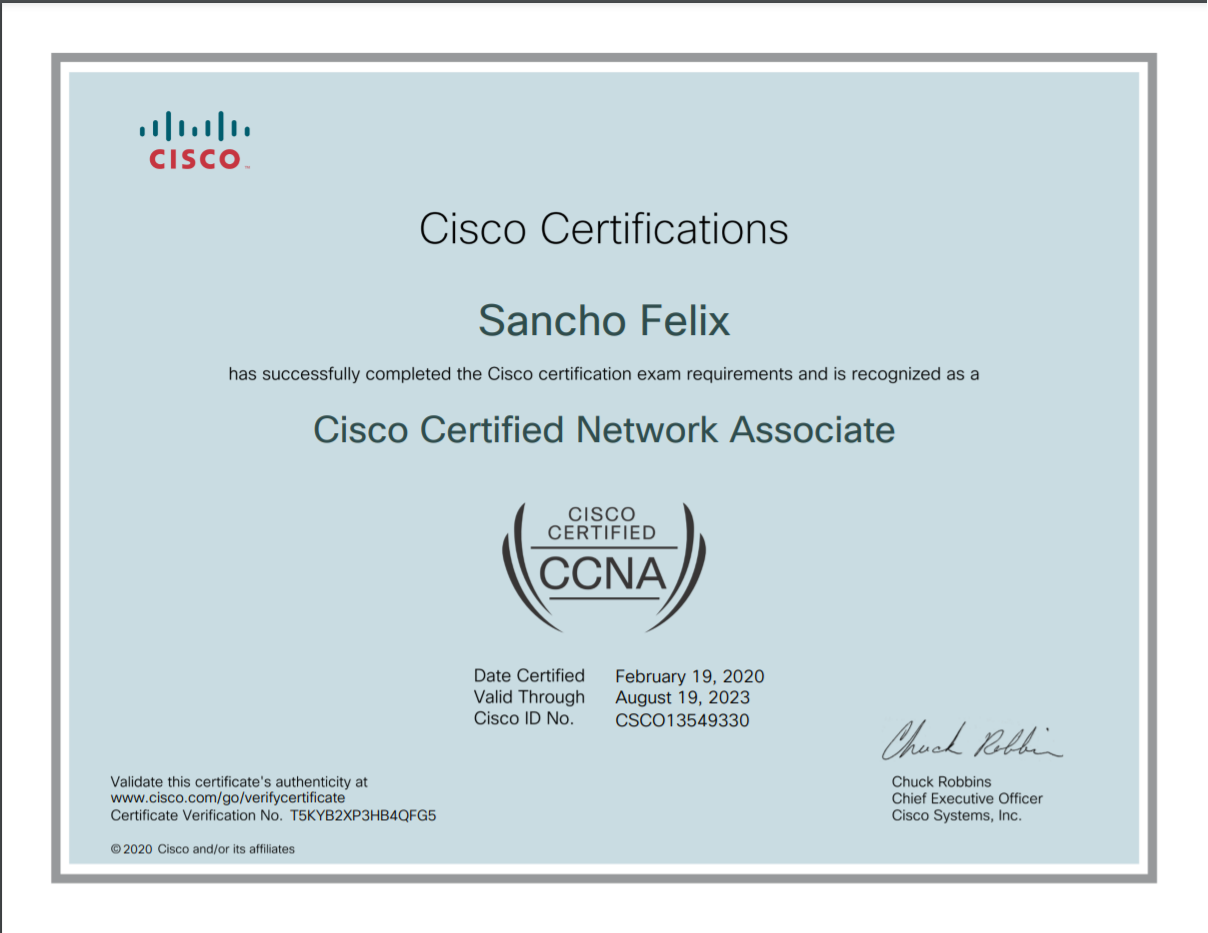 CISCO™
Cisco Certifications
Sancho Felix
has successfully completed the Cisco certification exam requirements and is recognized as a
Cisco Certified Network Associate
CISCO
CERTIFIED
CCNA
Date Certified February 19, 2020
Valid Through August 19, 2023
Cisco ID No. CSCO13549330
Chuck Robbins
Validate this certificate's authenticity at
www.cisco.com/go/verifycertificate
Certificate Verification No. T5KYB2XP3HB4QFG5
© 2020 Cisco and/or its affiliates
Chuck Robbins
Chief Executive Officer
Cisco Systems, Inc.